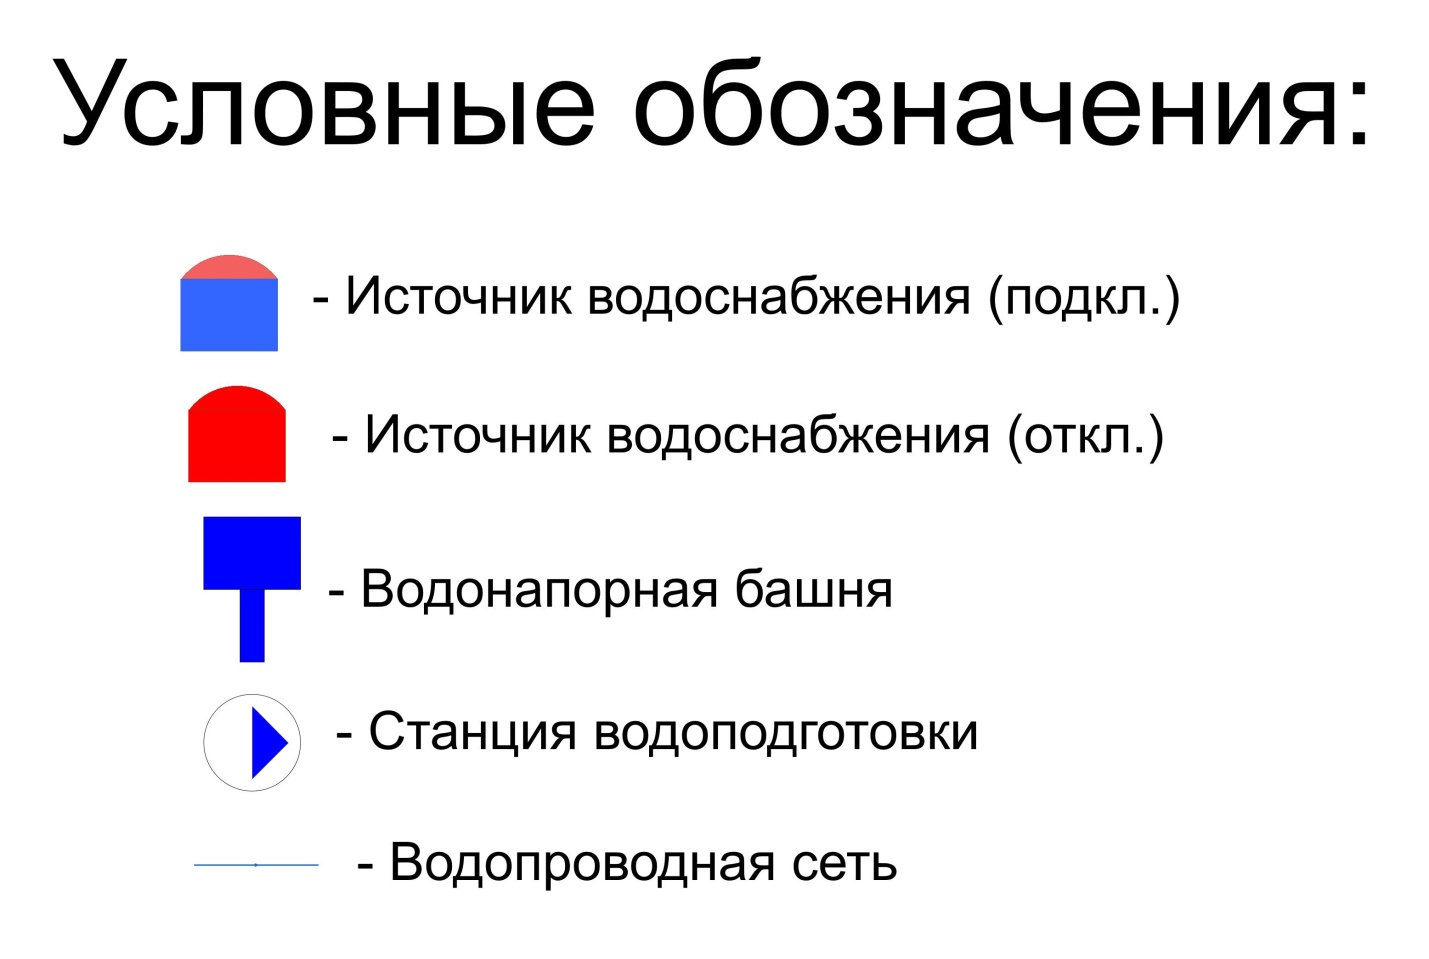 Условные обозначения:
- Источник водоснабжения (подкл.)
- Источник водоснабжения (откл.)
- Водонапорная башня
- Станция водоподготовки
- Водопроводная сеть